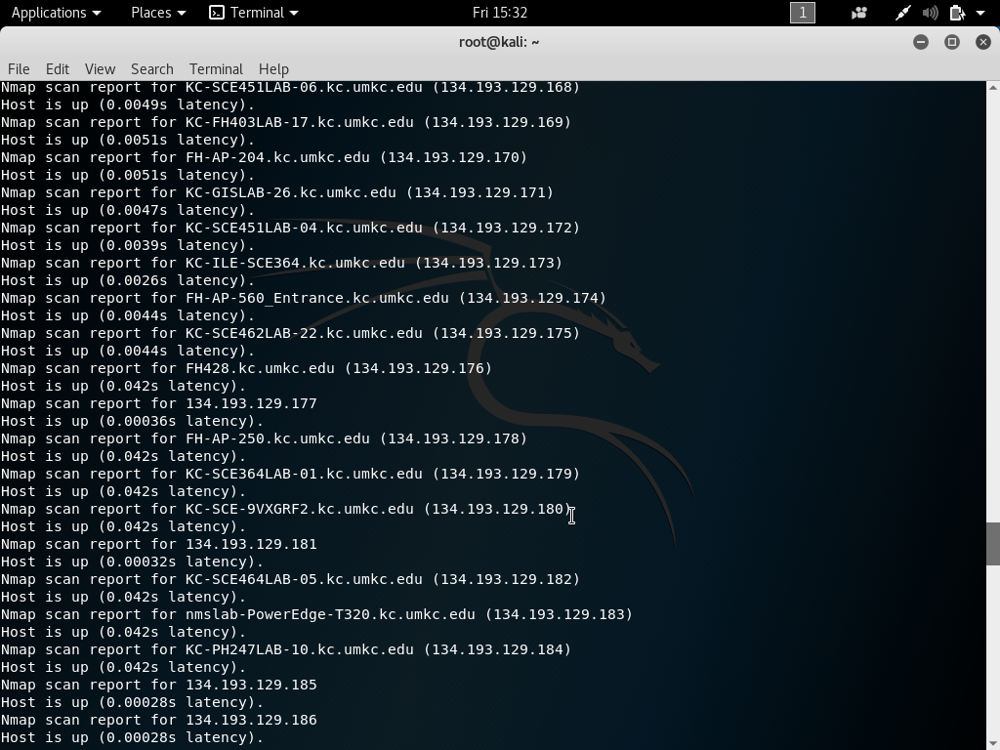 Applications Places Terminal Fri 15:32 1
root@kali: ~
File Edit View Search Terminal Help
Nmap scan report for KC-SCE451LAB-06.kc.umkc.edu (134.193.129.168)
Host is up (0.0049s latency).
Nmap scan report for KC-FH403LAB-17.kc.umkc.edu (134.193.129.169)
Host is up (0.0051s latency).
Nmap scan report for FH-AP-204.kc.umkc.edu (134.193.129.170)
Host is up (0.0051s latency).
Nmap scan report for KC-GISLAB-26.kc.umkc.edu (134.193.129.171)
Host is up (0.0047s latency).
Nmap scan report for KC-SCE451LAB-04.kc.umkc.edu (134.193.129.172)
Host is up (0.0039s latency).
Nmap scan report for KC-ILE-SCE364.kc.umkc.edu (134.193.129.173)
Host is up (0.0026s latency).
Nmap scan report for FH-AP-560_Entrance.kc.umkc.edu (134.193.129.174)
Host is up (0.0044s latency).
Nmap scan report for KC-SCE462LAB-22.kc.umkc.edu (134.193.129.175)
Host is up (0.0044s latency).
Nmap scan report for FH428.kc.umkc.edu (134.193.129.176)
Host is up (0.042s latency).
Nmap scan report for 134.193.129.177
Host is up (0.00036s latency).
Nmap scan report for FH-AP-250.kc.umkc.edu (134.193.129.178)
Host is up (0.042s latency).
Nmap scan report for KC-SCE364LAB-01.kc.umkc.edu (134.193.129.179)
Host is up (0.042s latency).
Nmap scan report for KC-SCE-9VXGRF2.kc.umkc.edu (134.193.129.180)
Host is up (0.042s latency).
Nmap scan report for 134.193.129.181
Host is up (0.00032s latency).
Nmap scan report for KC-SCE464LAB-05.kc.umkc.edu (134.193.129.182)
Host is up (0.042s latency).
Nmap scan report for nmslab-PowerEdge-T320.kc.umkc.edu (134.193.129.183)
Host is up (0.042s latency).
Nmap scan report for KC-PH247LAB-10.kc.umkc.edu (134.193.129.184)
Host is up (0.042s latency).
Nmap scan report for 134.193.129.185
Host is up (0.00028s latency).
Nmap scan report for 134.193.129.186
Host is up (0.00028s latency).